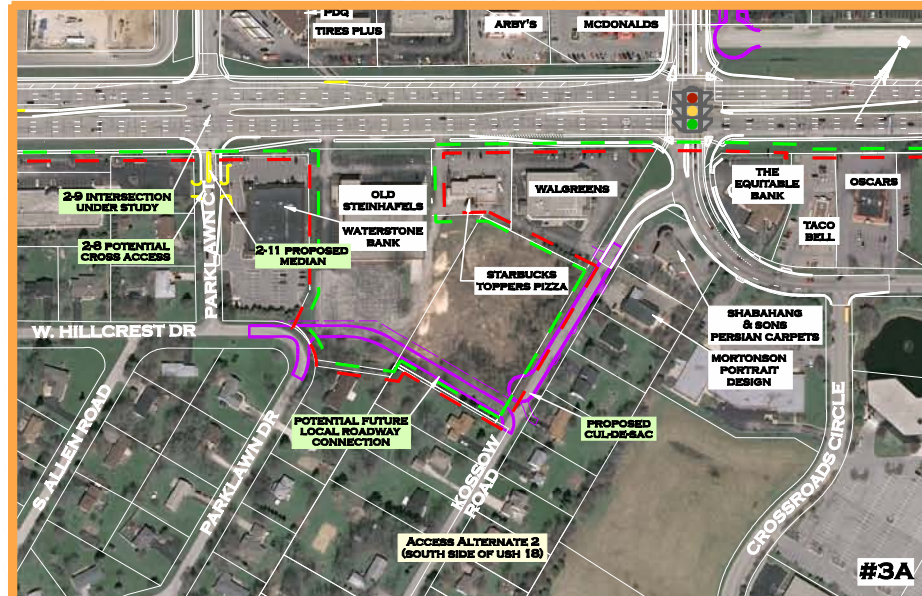 PDQ
TIRES PLUS
ARBY'S
MCDONALDS
2-9 INTERSECTION
UNDER STUDY
2-8 POTENTIAL
CROSS ACCESS
PARKLAWN CT
2-11 PROPOSED
MEDIAN
OLD
STEINHAFELS
WATERSTONE
BANK
WALGREENS
STARBUCKS
TOPPERS PIZZA
THE
EQUITABLE
BANK
OSCARS
TACO
BELL
SHABAHANG
& SONS
PERSIAN CARPETS
MORTONSON
PORTRAIT
DESIGN
W. HILLCREST DR
S. ALLEN ROAD
PARKLAWN DR
POTENTIAL FUTURE
LOCAL ROADWAY
CONNECTION
PROPOSED
CUL-DE-SAC
KOSSOW
ROAD
CROSSROADS CIRCLE
ACCESS ALTERNATE 2
(SOUTH SIDE OF USH 18)
#3A